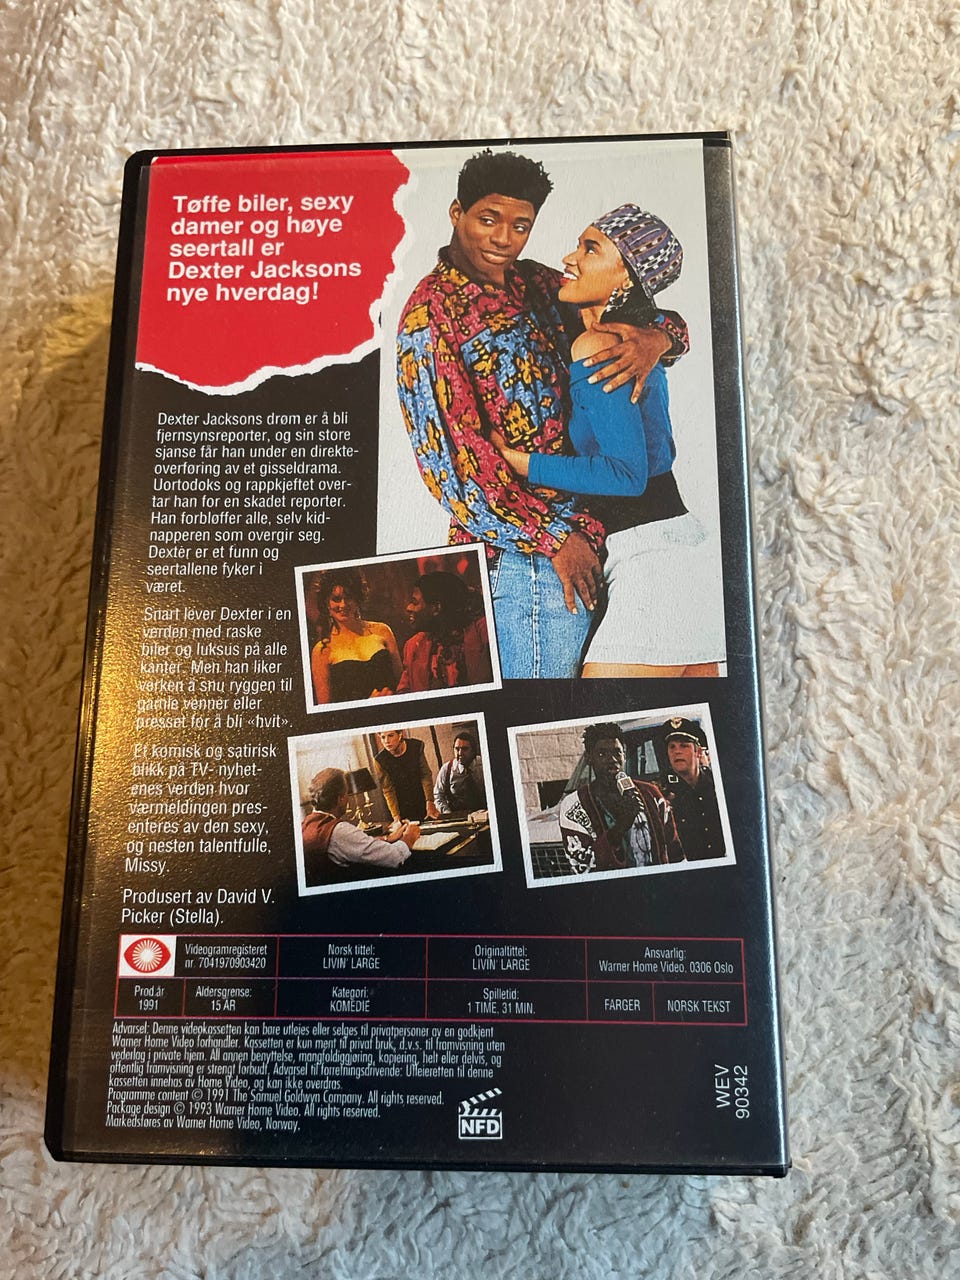 Tøffe biler, sexy
damer og høye
seertall er
Dexter Jacksons
nye hverdag!
Dexter Jacksons drøm er å bli
fjernsynsreporter, og sin store
sjanse får han under en direkte-
overføring av et gisseldrama.
Uortodoks og rappkjeftet over-
tar han for en skadet reporter.
Han forbløffer alle, selv kid-
napperen som overgir seg.
Dexter er et funn og
seertallene fyker i
været.
Snart lever Dexter i en
verden med raske
biler og luksus på alle
kanter. Men han liker
verken å snu ryggen til
gamle venner eller
presset for å bli «hvit».
Et komisk og satirisk
blikk på TV- nyhet-
enes verden hvor
værmeldingen pres-
enteres av den sexy,
og nesten talentfulle,
Missy.
Produsert av David V.
Picker (Stella).
Videogramregisteret
nr. 7041970903420
Norsk tittel:
LIVIN' LARGE
Originaltittel:
LIVIN' LARGE
Ansvarlig:
Warner Home Video, 0306 Oslo
Prod.år
1991
Aldersgrense:
15 ÅR
Kategori:
KOMEDIE
Spilletid:
1 TIME, 31 MIN.
FARGER
NORSK TEKST
Advarsel: Denne videokassetten kan bare utleies eller selges til privatpersoner av en godkjent
Warner Home Video forhandler. Kassetten er kun ment til privat bruk, d.v.s. til framvisning uten
vederlag i private hjem. All annen benyttelse, mangfoldiggjøring, kopiering, helt eller delvis, og
offentlig framvisning er strengt forbudt. Advarsel til forretningsdrivende: Utleieretten til denne
kassetten innehas av Home Video, og kan ikke overdras.
Programme content © 1991 The Samuel Goldwyn Company. All rights reserved.
Package design © 1993 Warner Home Video. All rights reserved.
Markedsføres av Warner Home Video, Norway.
NFD
WEV
90342